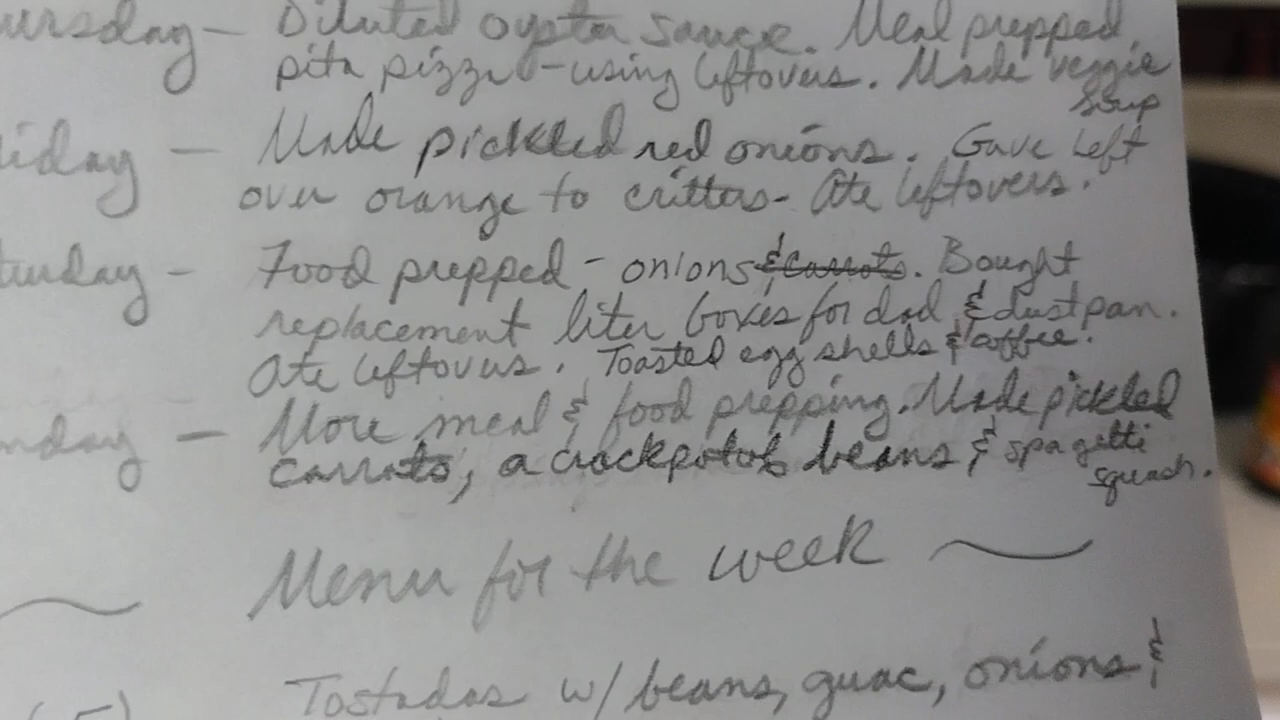 ursday - Diluted oyster sauce. Meal prepped
pita pizza - using leftovers. Made veggie
soup
iday - Made pickled red onions. Gave left
over orange to critters. Ate leftovers.
turday - Food prepped - onions & carrots. Bought
replacement liter boxes for dad & dustpan.
Ate leftovers. Toasted egg shells & coffee.
nday - More meal & food prepping. Made pickled
carrots, a crockpot of beans & spagetti
squash.
~ Menu for the week ~
Tostadas w/ beans, guac, onions &